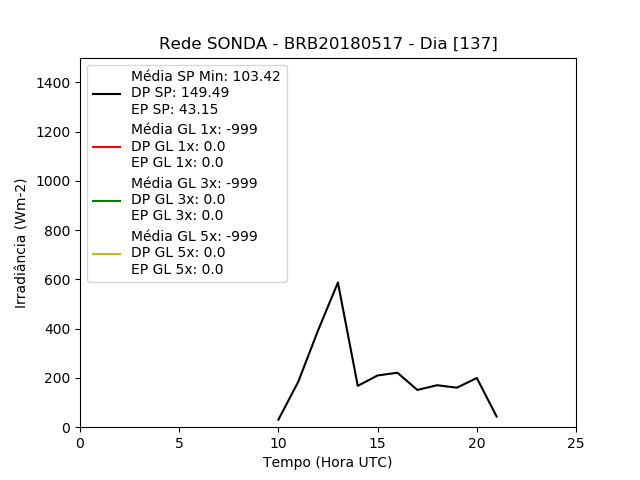 Rede SONDA - BRB20180517 - Dia [137]
Média SP Min: 103.42
DP SP: 149.49
EP SP: 43.15
Média GL 1x: -999
DP GL 1x: 0.0
EP GL 1x: 0.0
Média GL 3x: -999
DP GL 3x: 0.0
EP GL 3x: 0.0
Média GL 5x: -999
DP GL 5x: 0.0
EP GL 5x: 0.0
Irradiância (Wm-2)
1400
1200
1000
800
600
400
200
0
0 5 10 15 20 25
Tempo (Hora UTC)